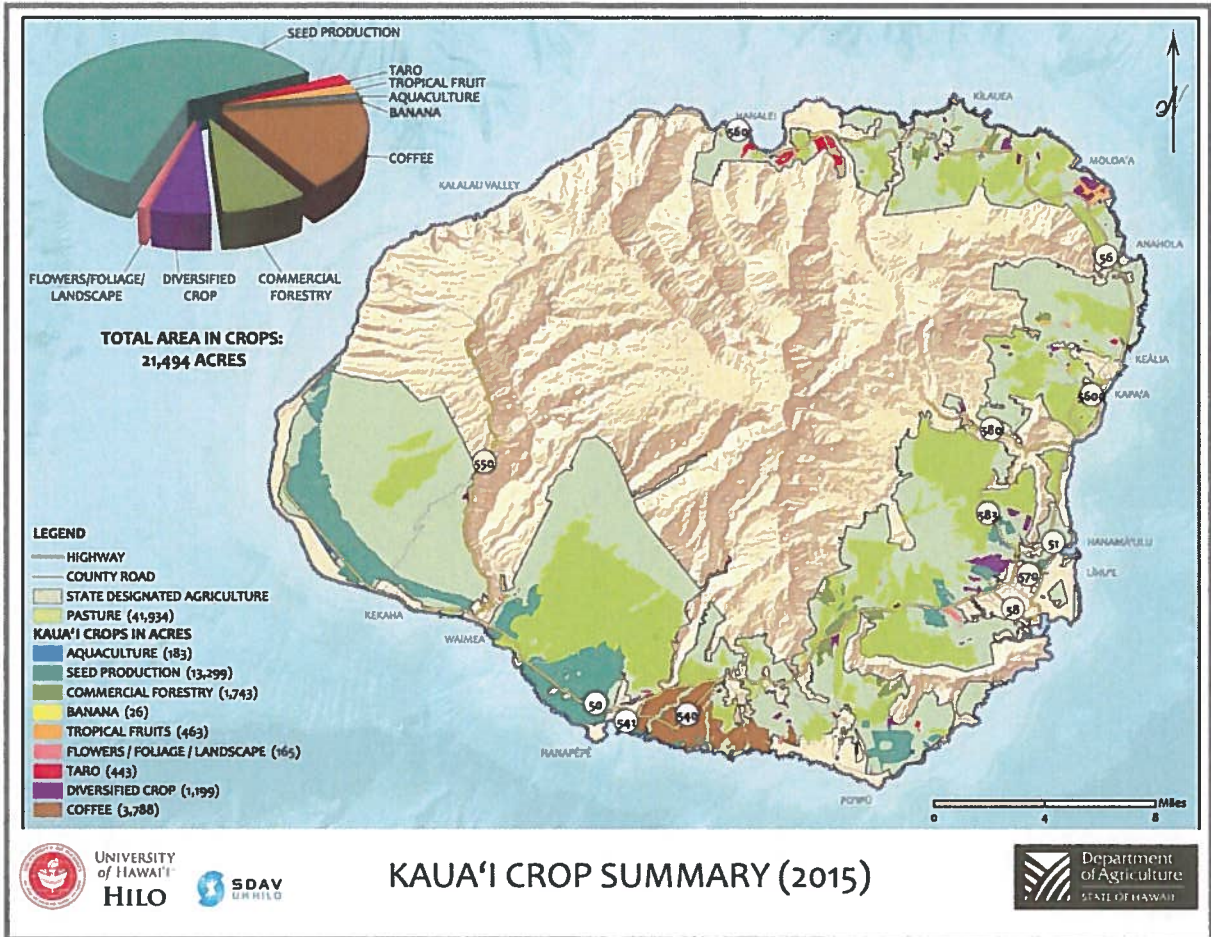 SEED PRODUCTION
TARO
TROPICAL FRUIT
AQUACULTURE
BANANA
COFFEE
FLOWERS/FOLIAGE/
LANDSCAPE
DIVERSIFIED
CROP
COMMERCIAL
FORESTRY
TOTAL AREA IN CROPS:
21,494 ACRES
N
KĪLAUEA
HANALEI
560
MOLOA'A
KALALAU VALLEY
ANAHOLA
56
KEĀLIA
5600
KAPA'A
580
550
583
51
HANAMĀ'ULU
LĪHU'E
570
58
KEKAHA
WAIMEA
50
541
540
HANAPĒPĒ
PO'IPŪ
LEGEND
HIGHWAY
COUNTY ROAD
STATE DESIGNATED AGRICULTURE
PASTURE (41,934)
KAUA'I CROPS IN ACRES
AQUACULTURE (183)
SEED PRODUCTION (13,299)
COMMERCIAL FORESTRY (1,743)
BANANA (26)
TROPICAL FRUITS (463)
FLOWERS / FOLIAGE / LANDSCAPE (165)
TARO (443)
DIVERSIFIED CROP (1,199)
COFFEE (3,788)
Miles
0 4 8
UNIVERSITY
of HAWAI'I
HILO
SDAV
UH HILO
KAUA'I CROP SUMMARY (2015)
Department
of Agriculture
STATE OF HAWAII